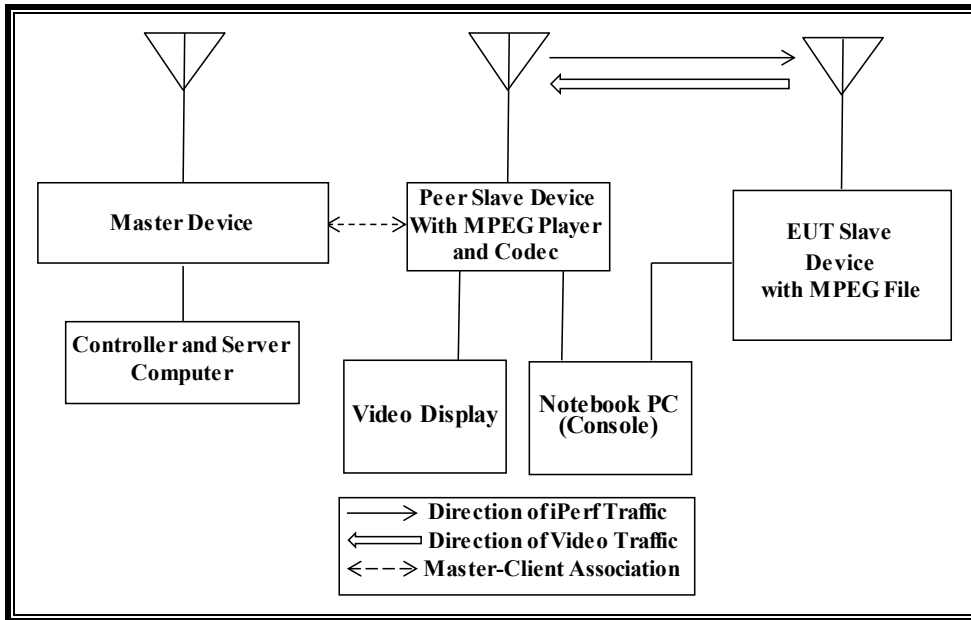 Master Device
Peer Slave Device
With MPEG Player
and Codec
EUT Slave
Device
with MPEG File
Controller and Server
Computer
Video Display
Notebook PC
(Console)
Direction of iPerf Traffic
Direction of Video Traffic
Master-Client Association